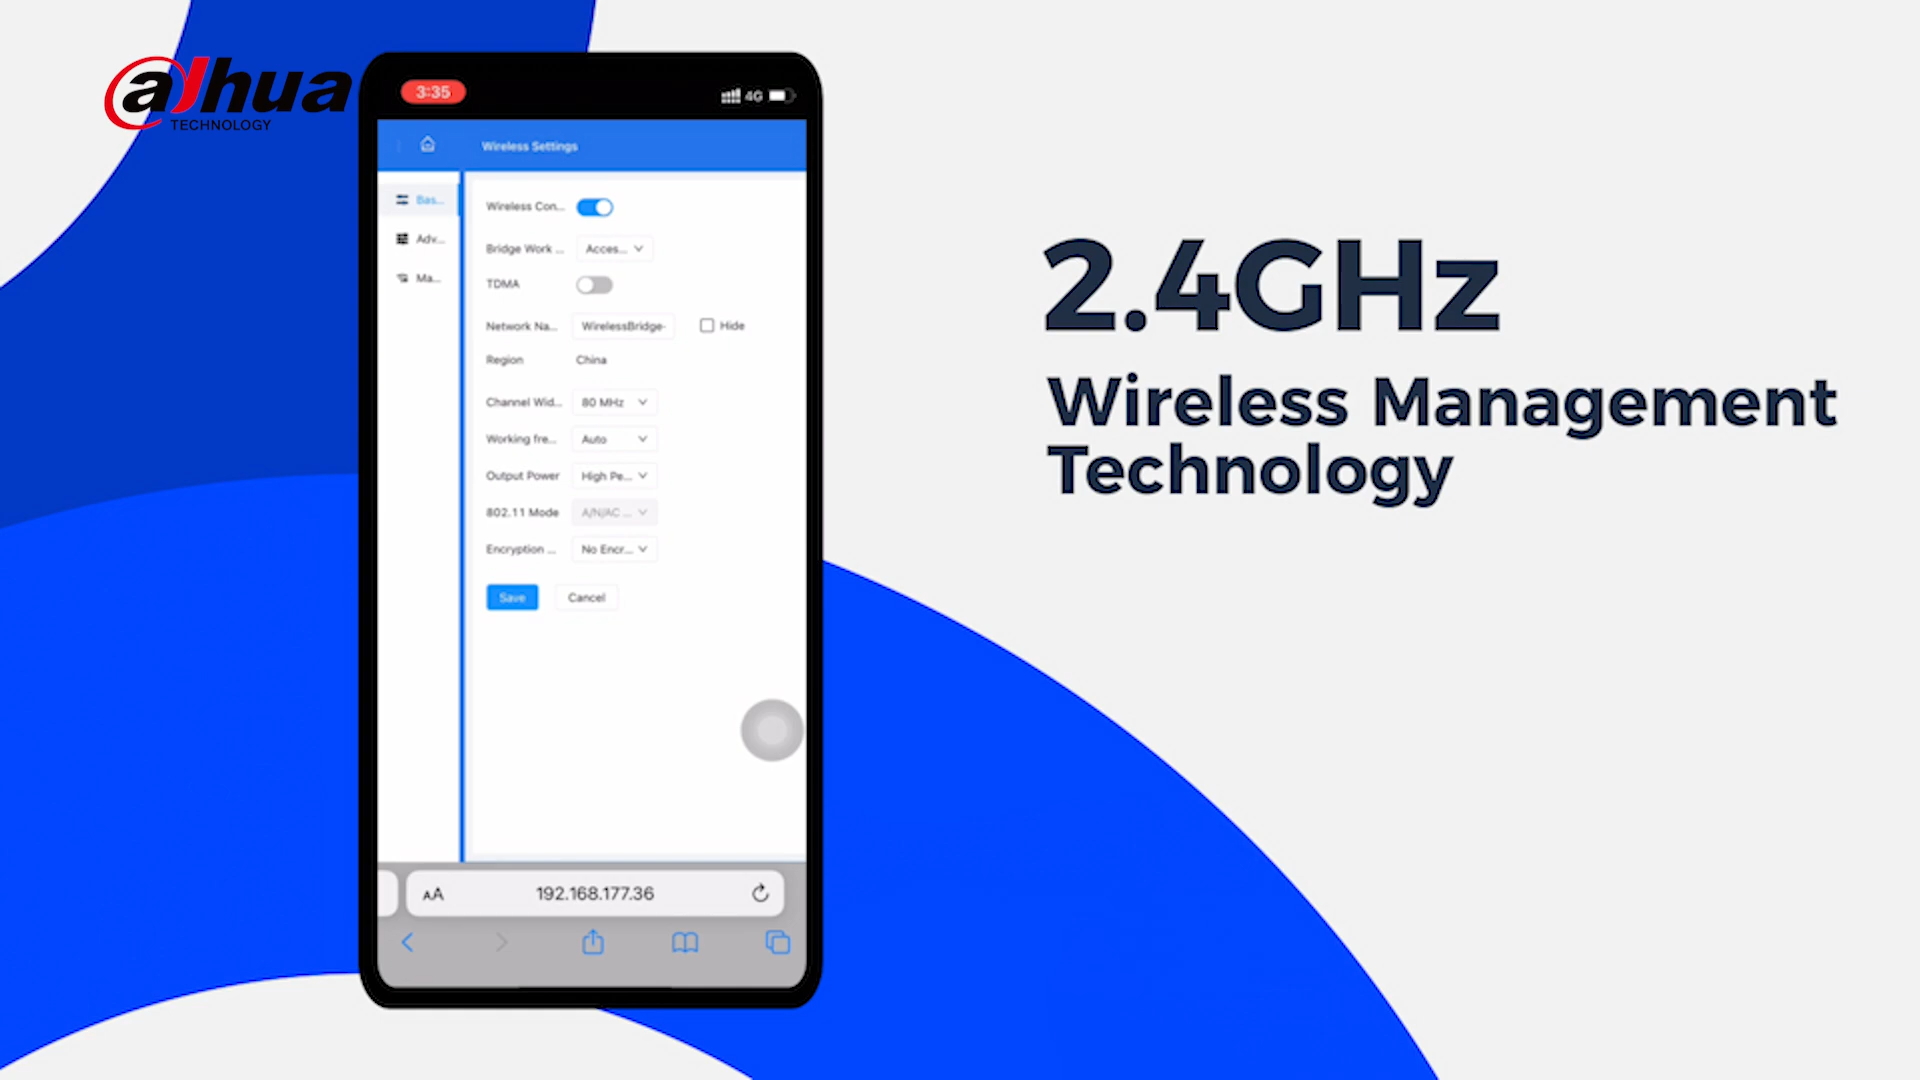 alhua
TECHNOLOGY
3:35
4G
Wireless Settings
Bas...
Adv...
Ma...
Wireless Con...
Bridge Work ... Acces...
TDMA
Network Na... WirelessBridge- Hide
Region China
Channel Wid... 80 MHz
Working fre... Auto
Output Power High Pe...
802.11 Mode A/N/AC ...
Encryption ... No Encr...
Save Cancel
AA 192.168.177.36
2.4GHz
Wireless Management
Technology